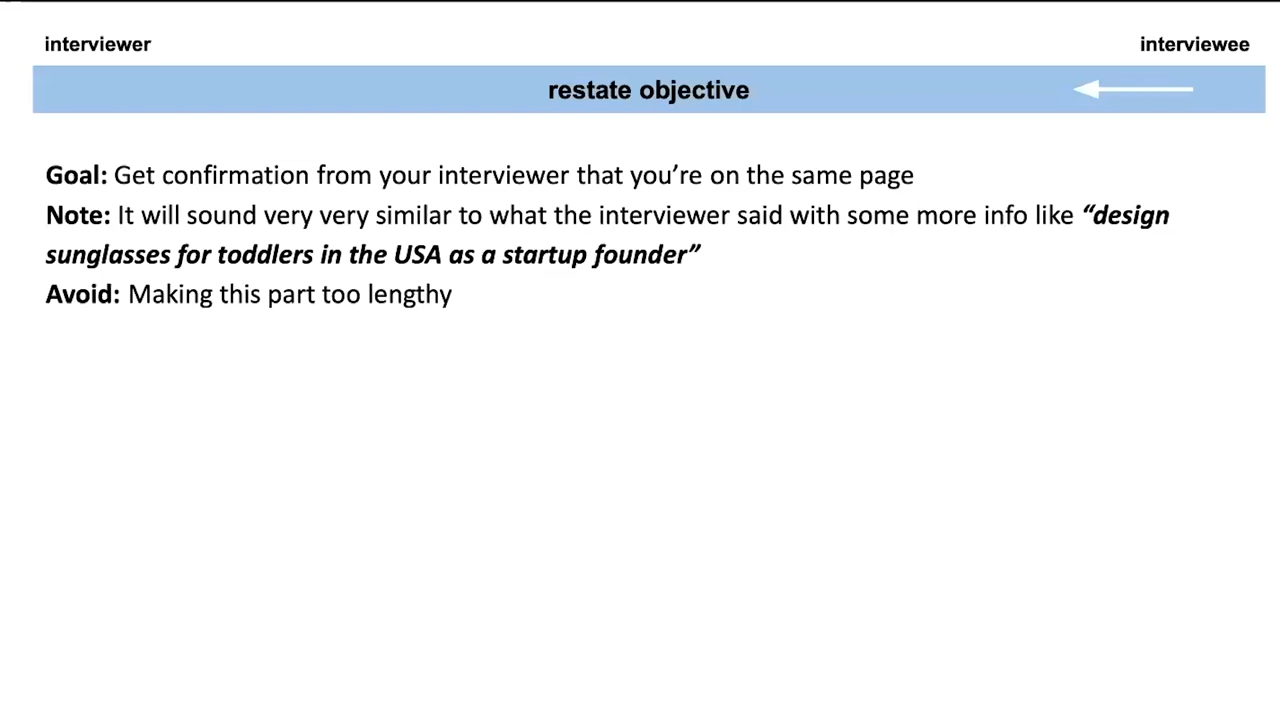 interviewer
interviewee
restate objective
Goal: Get confirmation from your interviewer that you’re on the same page
Note: It will sound very very similar to what the interviewer said with some more info like “design
sunglasses for toddlers in the USA as a startup founder”
Avoid: Making this part too lengthy